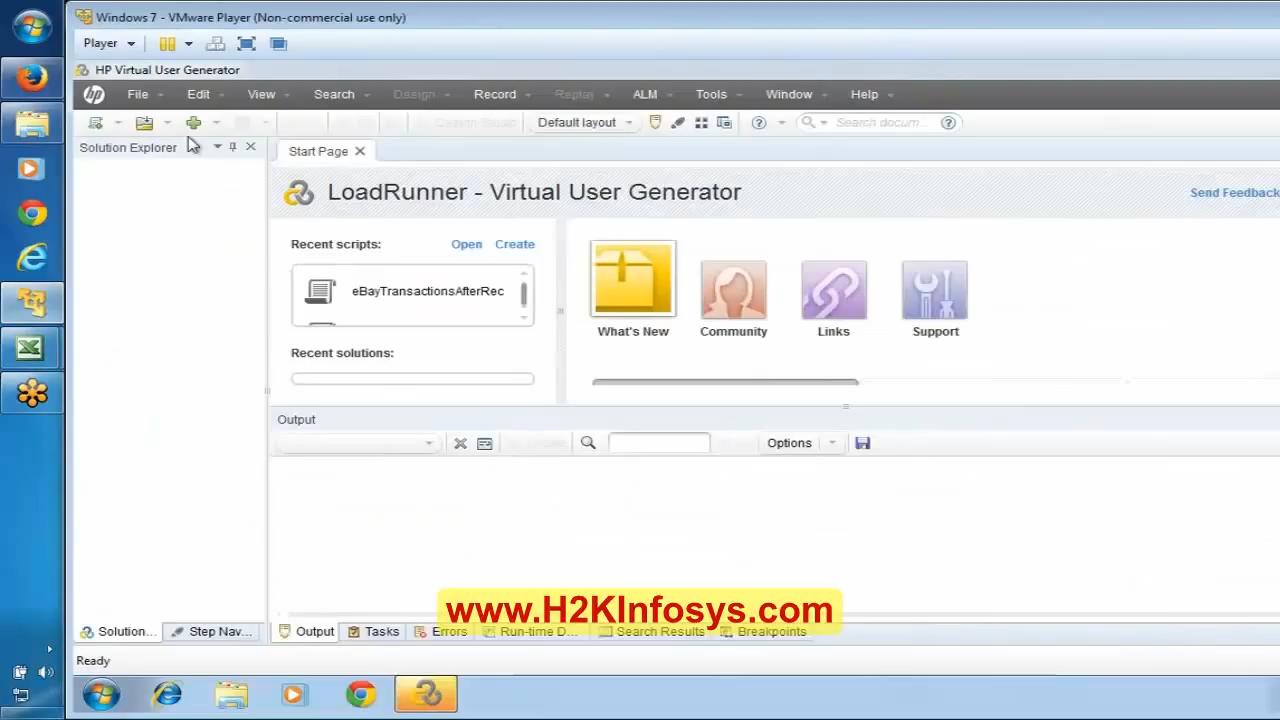 Windows 7 - VMware Player (Non-commercial use only)
Player
HP Virtual User Generator
hp File Edit View Search Design Record Replay ALM Tools Window Help
Default layout Search docum...
Solution Explorer
Start Page
LoadRunner - Virtual User Generator
Send Feedback
Recent scripts: Open Create
eBayTransactionsAfterRec
What's New Community Links Support
Recent solutions:
Output
Options
www.H2KInfosys.com
Solution... Step Nav... Output Tasks Errors Run-time D... Search Results Breakpoints
Ready